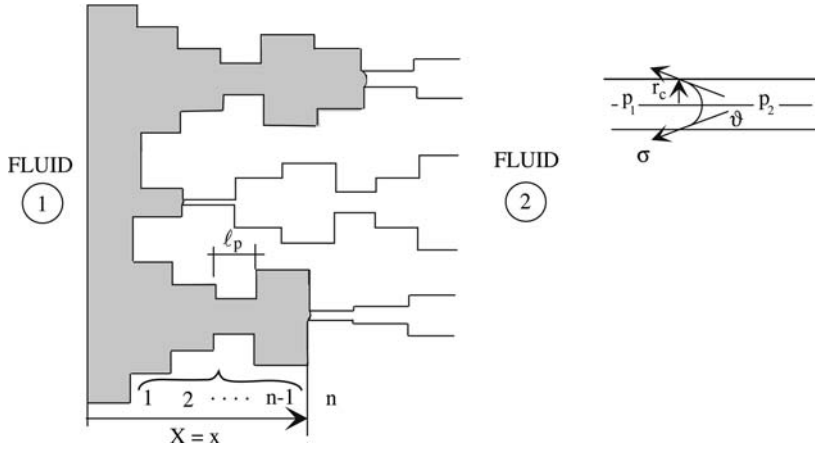 FLUID
1
ℓp
1 2 ···· n-1 n
X = x
FLUID
2
rc
p1 p2
ϑ
σ